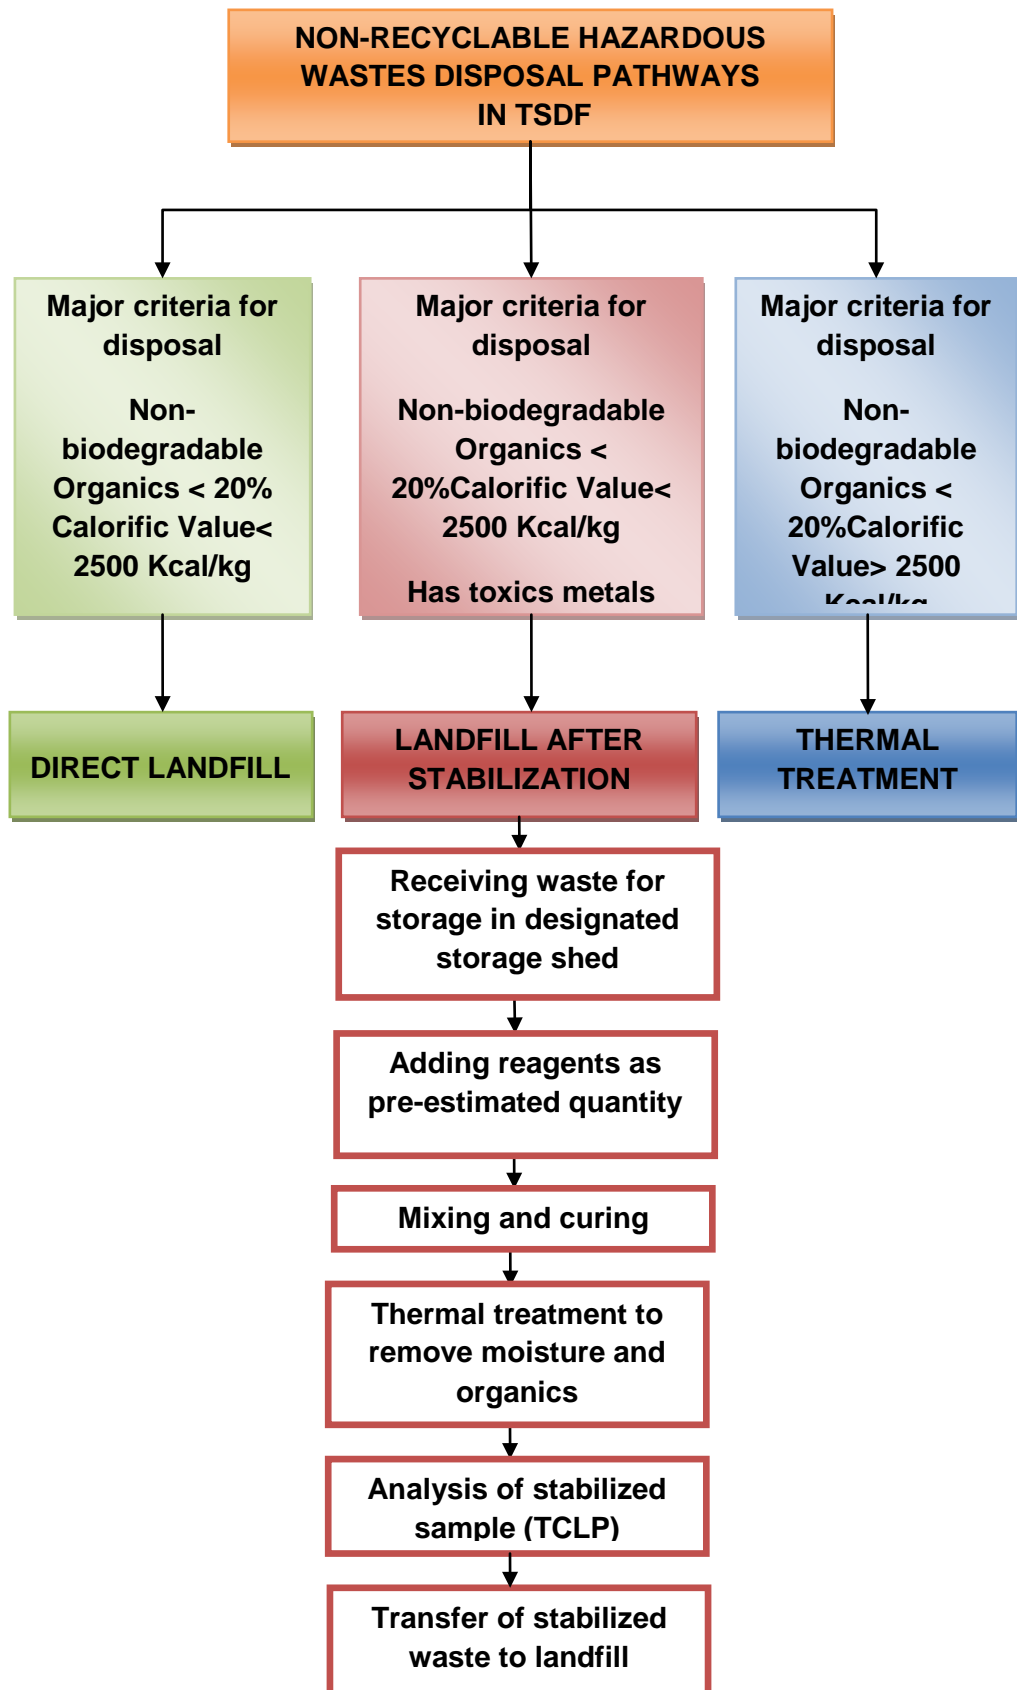 NON-RECYCLABLE HAZARDOUS
WASTES DISPOSAL PATHWAYS
IN TSDF
Major criteria for
disposal
Non-
biodegradable
Organics < 20%
Calorific Value<
2500 Kcal/kg
Major criteria for
disposal
Non-biodegradable
Organics <
20%Calorific Value<
2500 Kcal/kg
Has toxics metals
Major criteria for
disposal
Non-
biodegradable
Organics <
20%Calorific
Value> 2500
Kcal/kg
DIRECT LANDFILL
LANDFILL AFTER
STABILIZATION
THERMAL
TREATMENT
Receiving waste for
storage in designated
storage shed
Adding reagents as
pre-estimated quantity
Mixing and curing
Thermal treatment to
remove moisture and
organics
Analysis of stabilized
sample (TCLP)
Transfer of stabilized
waste to landfill